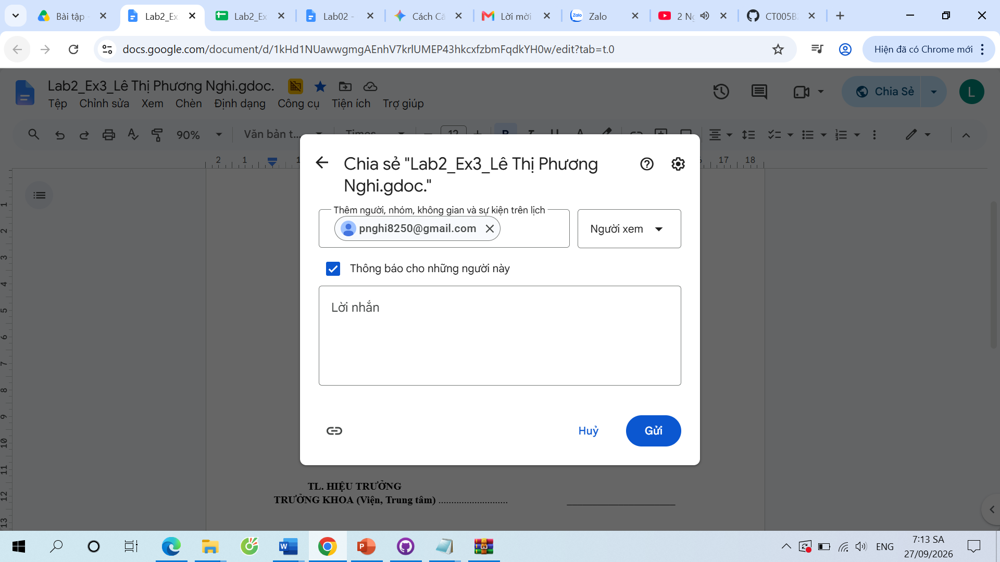 Bài tập -
Lab2_Ex
Lab2_Ex
Lab02 -
Cách Câ
Lời mời
Zalo
Zalo
2 Ng
CT005B
docs.google.com/document/d/1kHd1NUawwgmgAEnhV7krlUMEP43hkcxfzbmFqdkYH0w/edit?tab=t.0
Hiện đã có Chrome mới
Lab2_Ex3_Lê Thị Phương Nghi.gdoc.
Tệp Chỉnh sửa Xem Chèn Định dạng Công cụ Tiện ích Trợ giúp
Chia Sẻ
L
90%
Văn bản t...
Times
12
2 1 17 18
Chia sẻ "Lab2_Ex3_Lê Thị Phương
Nghi.gdoc."
Thêm người, nhóm, không gian và sự kiện trên lịch
pnghi8250@gmail.com
Người xem
Thông báo cho những người này
Lời nhắn
Huỷ
Gửi
1
2
3
4
5
6
7
8
9
10
11
12
13
TL. HIỆU TRƯỞNG
TRƯỞNG KHOA (Viện, Trung tâm) ...........................
ENG
7:13 SA
27/09/2026